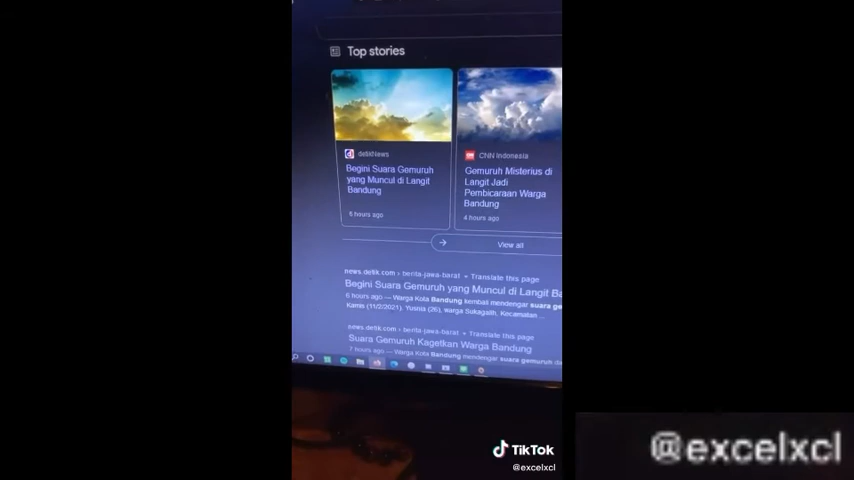 Top stories
detikNews
Begini Suara Gemuruh
yang Muncul di Langit
Bandung
5 hours ago
CNN Indonesia
Gemuruh Misterius di
Langit Jadi
Pembicaraan Warga
Bandung
4 hours ago
View all
news.detik.com › berita-jawa-barat Translate this page
Begini Suara Gemuruh yang Muncul di Langit Ba
6 hours ago — Warga Kota Bandung kembali mendengar suara ge
Kamis (11/2/2021). Yusnia (26), warga Sukagalih, Kecamatan ...
news.detik.com › berita-jawa-barat Translate this page
Suara Gemuruh Kagetkan Warga Bandung
7 hours ago — Warga Kota Bandung mendengar suara gemuruh da
TikTok
@excelxcl
@excelxcl